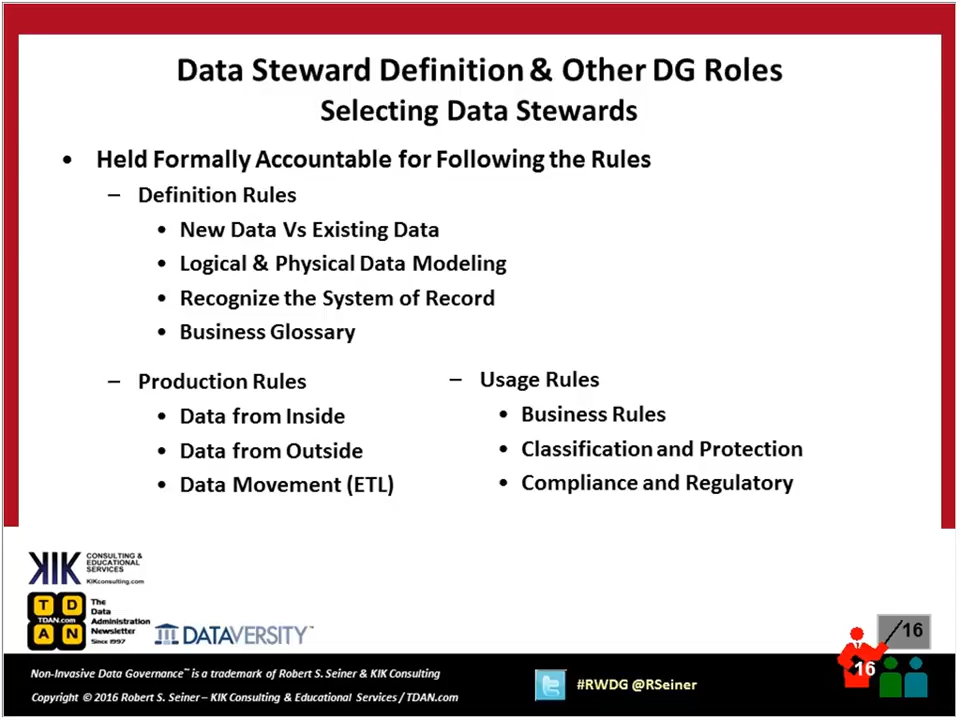 Data Steward Definition & Other DG Roles
Selecting Data Stewards
• Held Formally Accountable for Following the Rules
– Definition Rules
• New Data Vs Existing Data
• Logical & Physical Data Modeling
• Recognize the System of Record
• Business Glossary
– Production Rules
• Data from Inside
• Data from Outside
• Data Movement (ETL)
– Usage Rules
• Business Rules
• Classification and Protection
• Compliance and Regulatory
KIK
CONSULTING &
EDUCATIONAL
SERVICES
KIKconsulting.com
T D
TDAN.com
A N
The
Data
Administration
Newsletter
Since 1997
DATAVERSITY™
Non-Invasive Data Governance™ is a trademark of Robert S. Seiner & KIK Consulting
Copyright © 2016 Robert S. Seiner – KIK Consulting & Educational Services / TDAN.com
#RWDG @RSeiner
/16
16